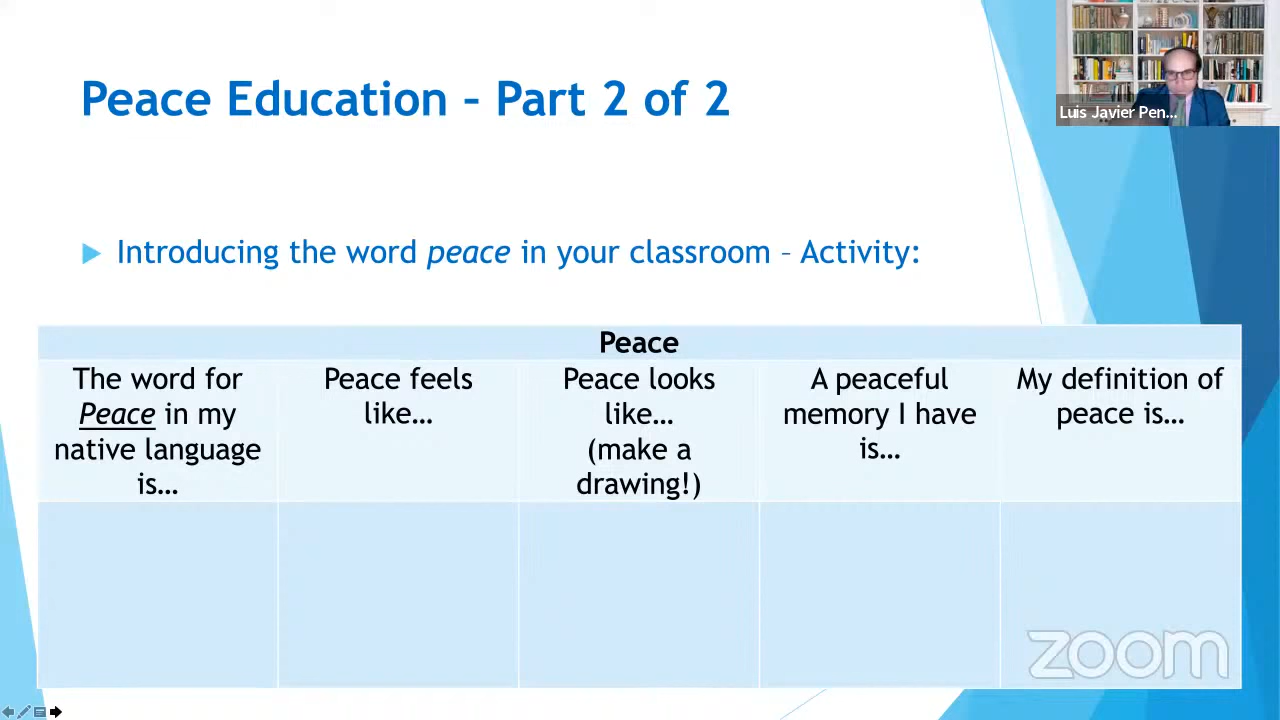 Peace Education – Part 2 of 2
Luis Javier Pen...
Introducing the word peace in your classroom – Activity:
Peace
The word for
Peace in my
native language
is…
Peace feels
like…
Peace looks
like…
(make a
drawing!)
A peaceful
memory I have
is…
My definition of
peace is…
zoom